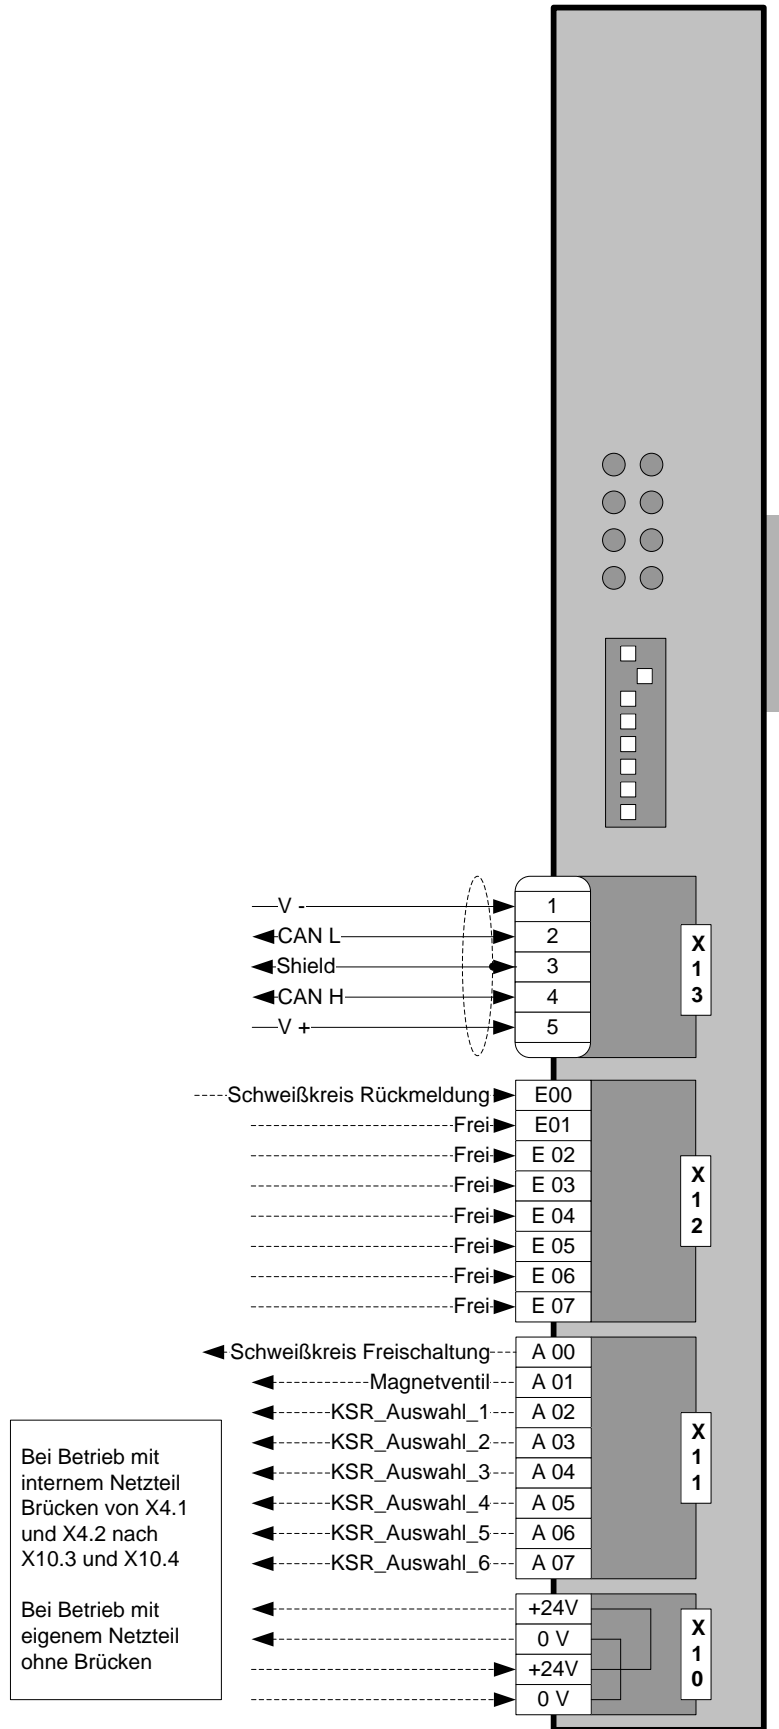 V -
1
CAN L
2
Shield
3
CAN H
4
V +
5
X
1
3
Schweißkreis Rückmeldung
E00
Frei
E01
Frei
E 02
Frei
E 03
Frei
E 04
Frei
E 05
Frei
E 06
Frei
E 07
X
1
2
Schweißkreis Freischaltung
A 00
Magnetventil
A 01
KSR_Auswahl_1
A 02
KSR_Auswahl_2
A 03
KSR_Auswahl_3
A 04
KSR_Auswahl_4
A 05
KSR_Auswahl_5
A 06
KSR_Auswahl_6
A 07
X
1
1
Bei Betrieb mit
internem Netzteil
Brücken von X4.1
und X4.2 nach
X10.3 und X10.4
Bei Betrieb mit
eigenem Netzteil
ohne Brücken
+24V
0 V
+24V
0 V
X
1
0